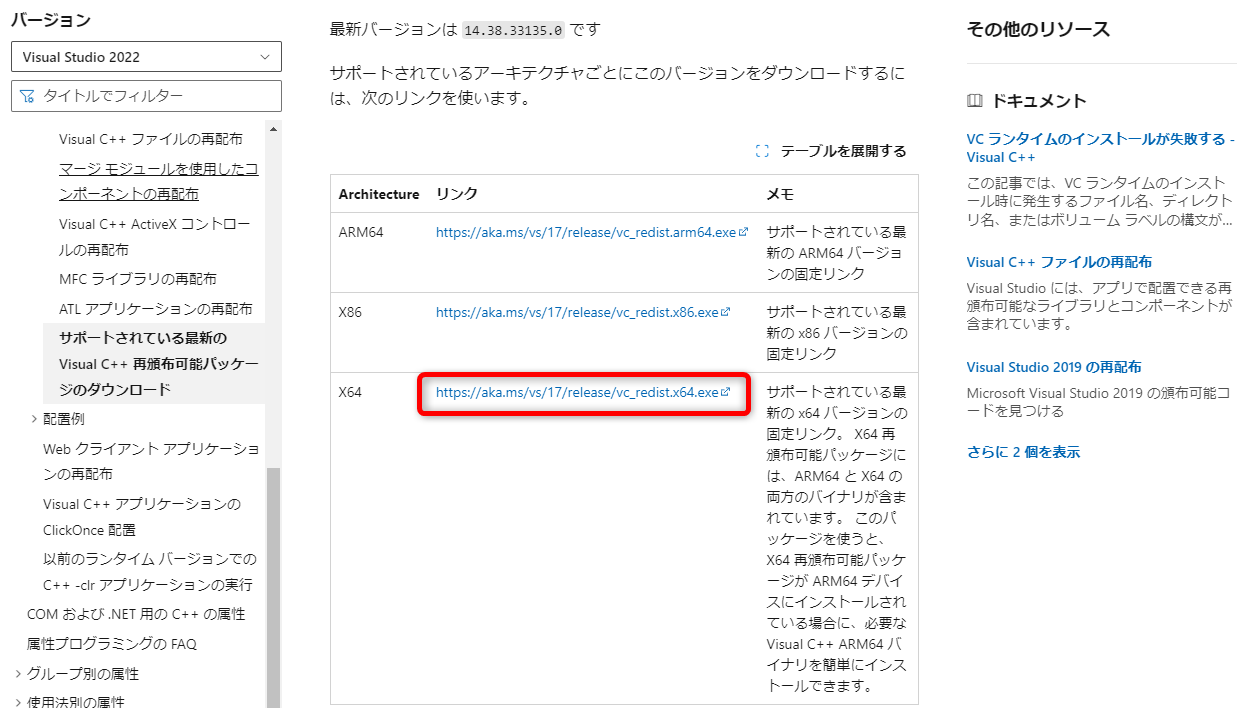 バージョン
Visual Studio 2022
タイトルでフィルター
Visual C++ ファイルの再配布
マージ モジュールを使用したコ
ンポーネントの再配布
Visual C++ ActiveX コントロー
ルの再配布
MFC ライブラリの再配布
ATL アプリケーションの再配布
サポートされている最新の
Visual C++ 再頒布可能パッケー
ジのダウンロード
配置例
Web クライアント アプリケーショ
ンの再配布
Visual C++ アプリケーションの
ClickOnce 配置
以前のランタイム バージョンでの
C++ -clr アプリケーションの実行
COM および .NET 用の C++ の属性
属性プログラミングの FAQ
グループ別の属性
使用法別の属性
最新バージョンは 14.38.33135.0 です
サポートされているアーキテクチャごとにこのバージョンをダウンロードするに
は、次のリンクを使います。
テーブルを展開する
Architecture リンク メモ
ARM64 https://aka.ms/vs/17/release/vc_redist.arm64.exe サポートされている最
新の ARM64 バージョ
ンの固定リンク
X86 https://aka.ms/vs/17/release/vc_redist.x86.exe サポートされている最
新の x86 バージョンの
固定リンク
X64 https://aka.ms/vs/17/release/vc_redist.x64.exe サポートされている最
新の x64 バージョンの
固定リンク。 X64 再
頒布可能パッケージに
は、ARM64 と X64 の
両方のバイナリが含ま
れています。 このパ
ッケージを使うと、
X64 再頒布可能パッケ
ージが ARM64 デバイ
スにインストールされ
ている場合に、必要な
Visual C++ ARM64 バ
イナリを簡単にインス
トールできます。
その他のリソース
ドキュメント
VC ランタイムのインストールが失敗する -
Visual C++
この記事では、VC ランタイムのインスト
ール時に発生するファイル名、ディレクト
リ名、またはボリューム ラベルの構文が...
Visual C++ ファイルの再配布
Visual Studio には、アプリで配置できる再
頒布可能なライブラリとコンポーネントが
含まれています。
Visual Studio 2019 の再配布
Microsoft Visual Studio 2019 の頒布可能コ
ードを見つける
さらに 2 個を表示